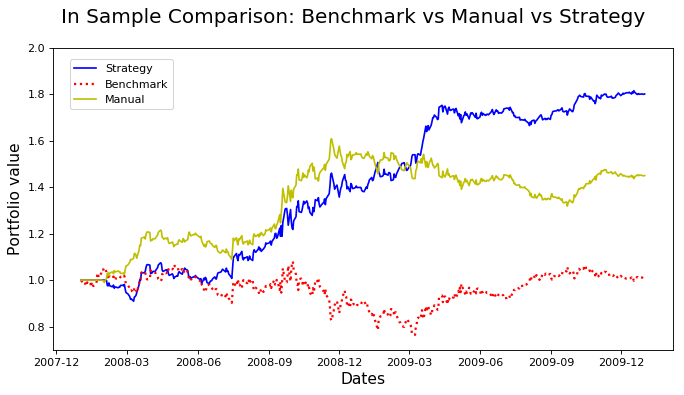 In Sample Comparison: Benchmark vs Manual vs Strategy
Portfolio value
2.0
1.8
1.6
1.4
1.2
1.0
0.8
Strategy
Benchmark
Manual
2007-12 2008-03 2008-06 2008-09 2008-12 2009-03 2009-06 2009-09 2009-12
Dates